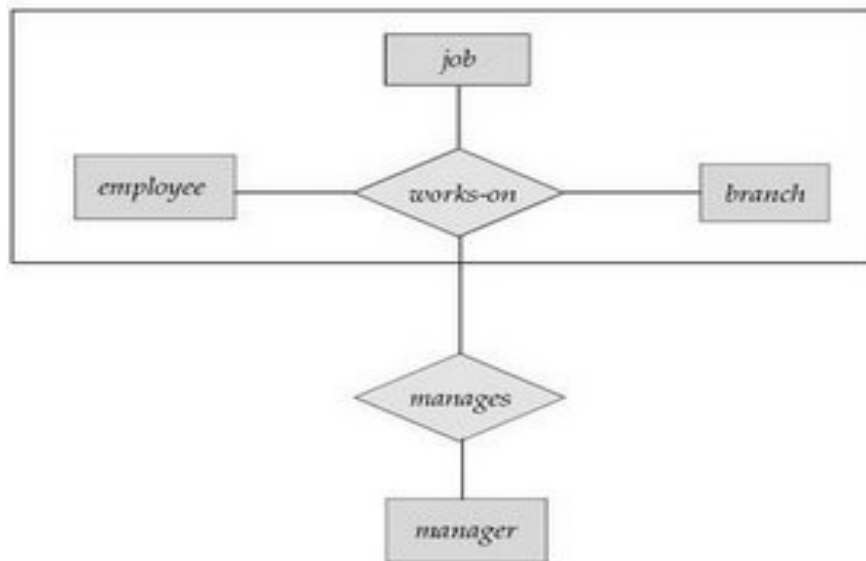 job
employee
works-on
branch
manages
manager